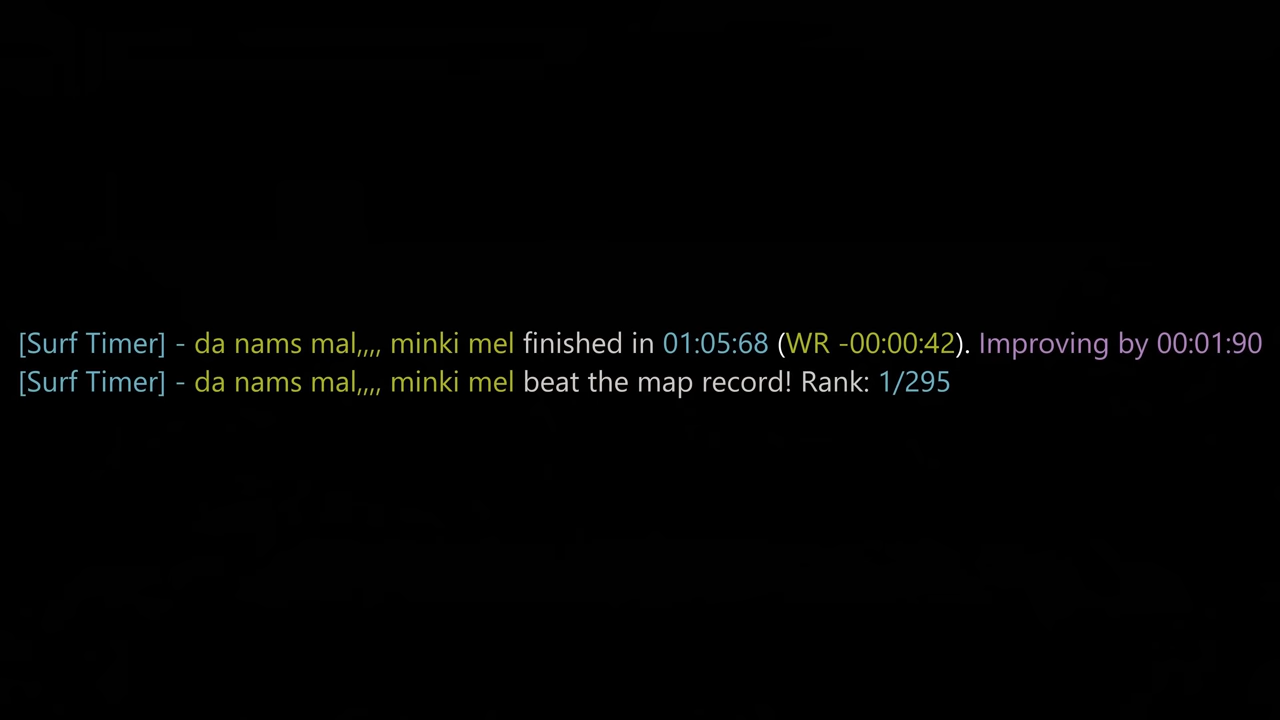 [Surf Timer] - da nams mal,,,, minki mel finished in 01:05:68 (WR -00:00:42). Improving by 00:01:90
[Surf Timer] - da nams mal,,,, minki mel beat the map record! Rank: 1/295